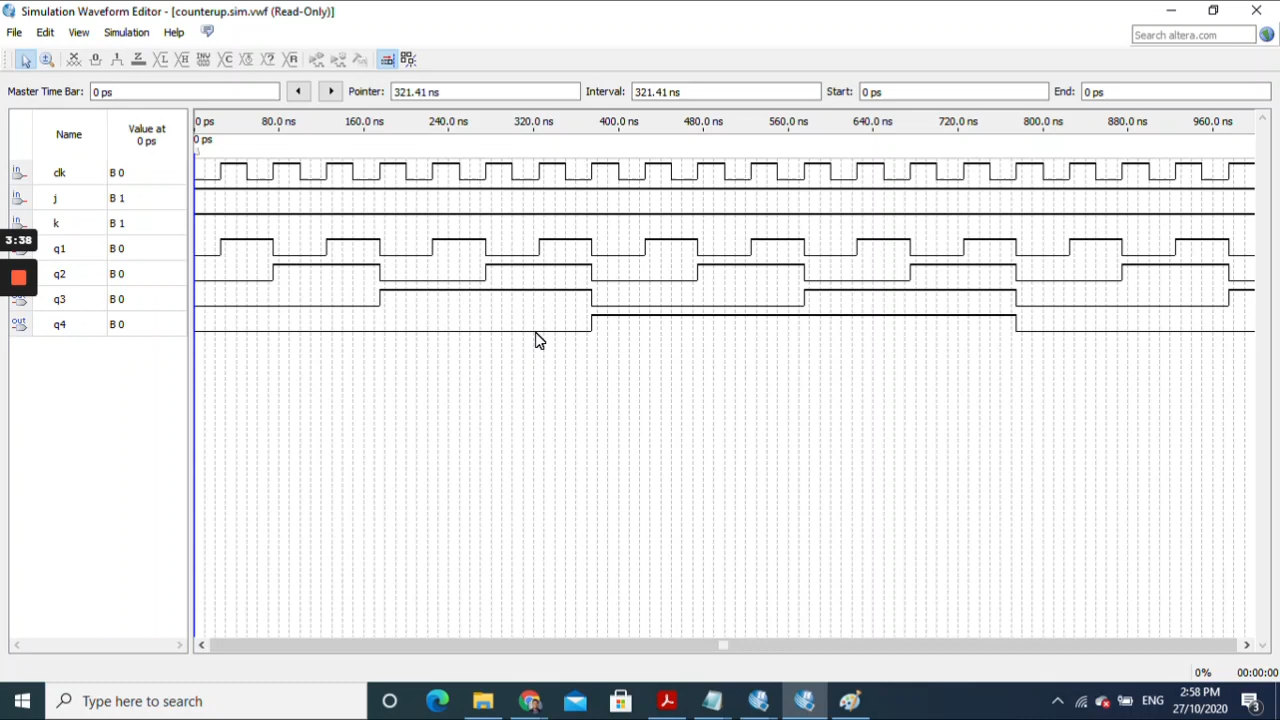 Simulation Waveform Editor - [counterup.sim.vwf (Read-Only)]
File Edit View Simulation Help
Search altera.com
Master Time Bar: 0 ps Pointer: 321.41 ns Interval: 321.41 ns Start: 0 ps End: 0 ps
Name Value at 0 ps
0 ps 80.0 ns 160.0 ns 240.0 ns 320.0 ns 400.0 ns 480.0 ns 560.0 ns 640.0 ns 720.0 ns 800.0 ns 880.0 ns 960.0 ns
0 ps
in clk B 0
in j B 1
in k B 1
3:38
q1 B 0
q2 B 0
out q3 B 0
out q4 B 0
0% 00:00:00
Type here to search
ENG
2:58 PM
27/10/2020
3